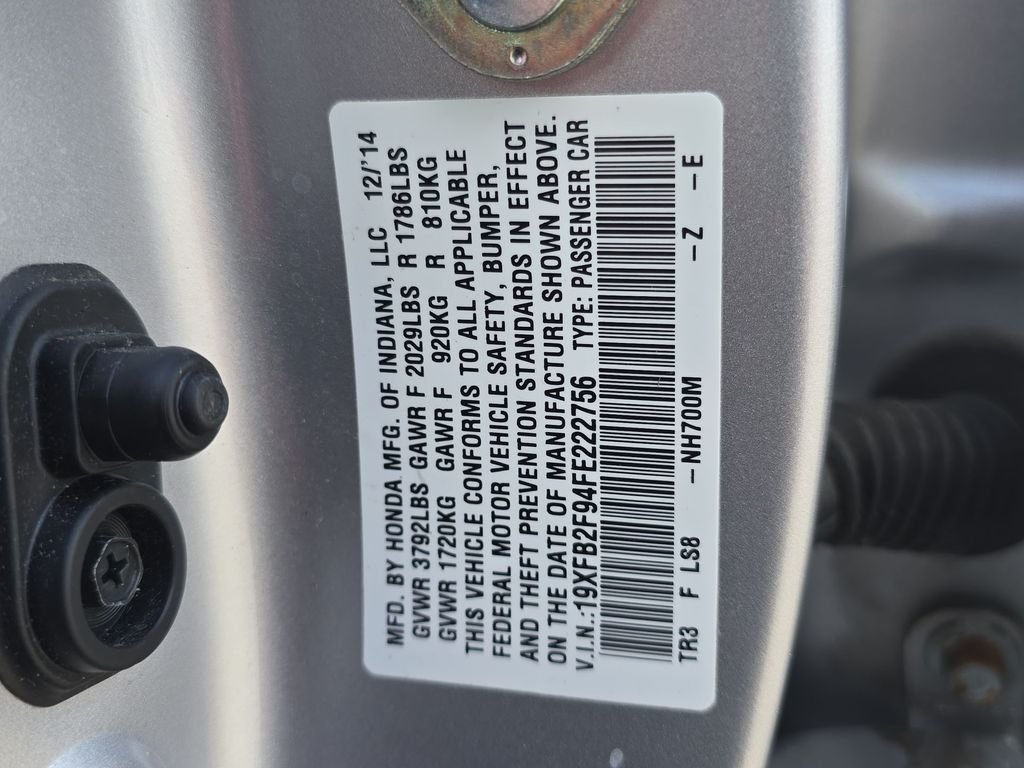 MFD. BY HONDA MFG. OF INDIANA, LLC 12/'14
GVWR 3792LBS GAWR F 2029LBS R 1786LBS
GVWR 1720KG GAWR F 920KG R 810KG
THIS VEHICLE CONFORMS TO ALL APPLICABLE
FEDERAL MOTOR VEHICLE SAFETY, BUMPER,
AND THEFT PREVENTION STANDARDS IN EFFECT
ON THE DATE OF MANUFACTURE SHOWN ABOVE.
V.I.N.:19XFB2F94FE222756 TYPE: PASSENGER CAR
TR3 F LS8 -NH700M -Z -E